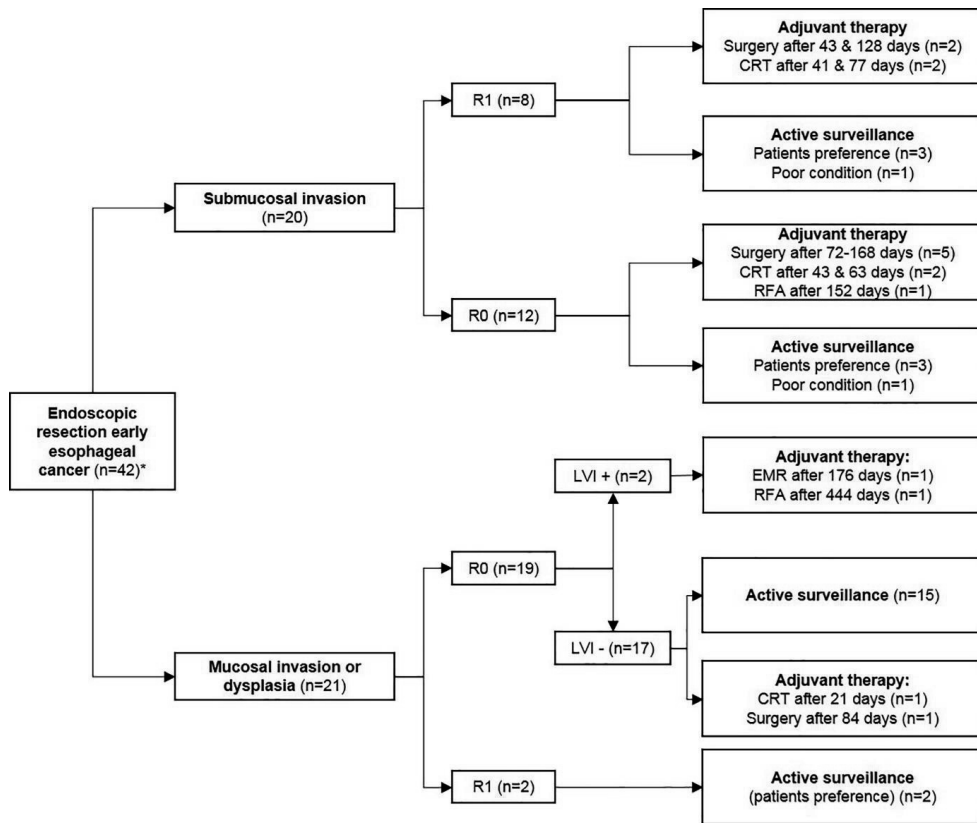 Adjuvant therapy
Surgery after 43 & 128 days (n=2)
CRT after 41 & 77 days (n=2)
R1 (n=8)
Active surveillance
Patients preference (n=3)
Poor condition (n=1)
Submucosal invasion
(n=20)
Adjuvant therapy
Surgery after 72-168 days (n=5)
CRT after 43 & 63 days (n=2)
RFA after 152 days (n=1)
R0 (n=12)
Active surveillance
Patients preference (n=3)
Poor condition (n=1)
Endoscopic
resection early
esophageal
cancer (n=42)*
LVI + (n=2)
Adjuvant therapy:
EMR after 176 days (n=1)
RFA after 444 days (n=1)
R0 (n=19)
Active surveillance (n=15)
LVI - (n=17)
Mucosal invasion or
dysplasia (n=21)
Adjuvant therapy:
CRT after 21 days (n=1)
Surgery after 84 days (n=1)
R1 (n=2)
Active surveillance
(patients preference) (n=2)